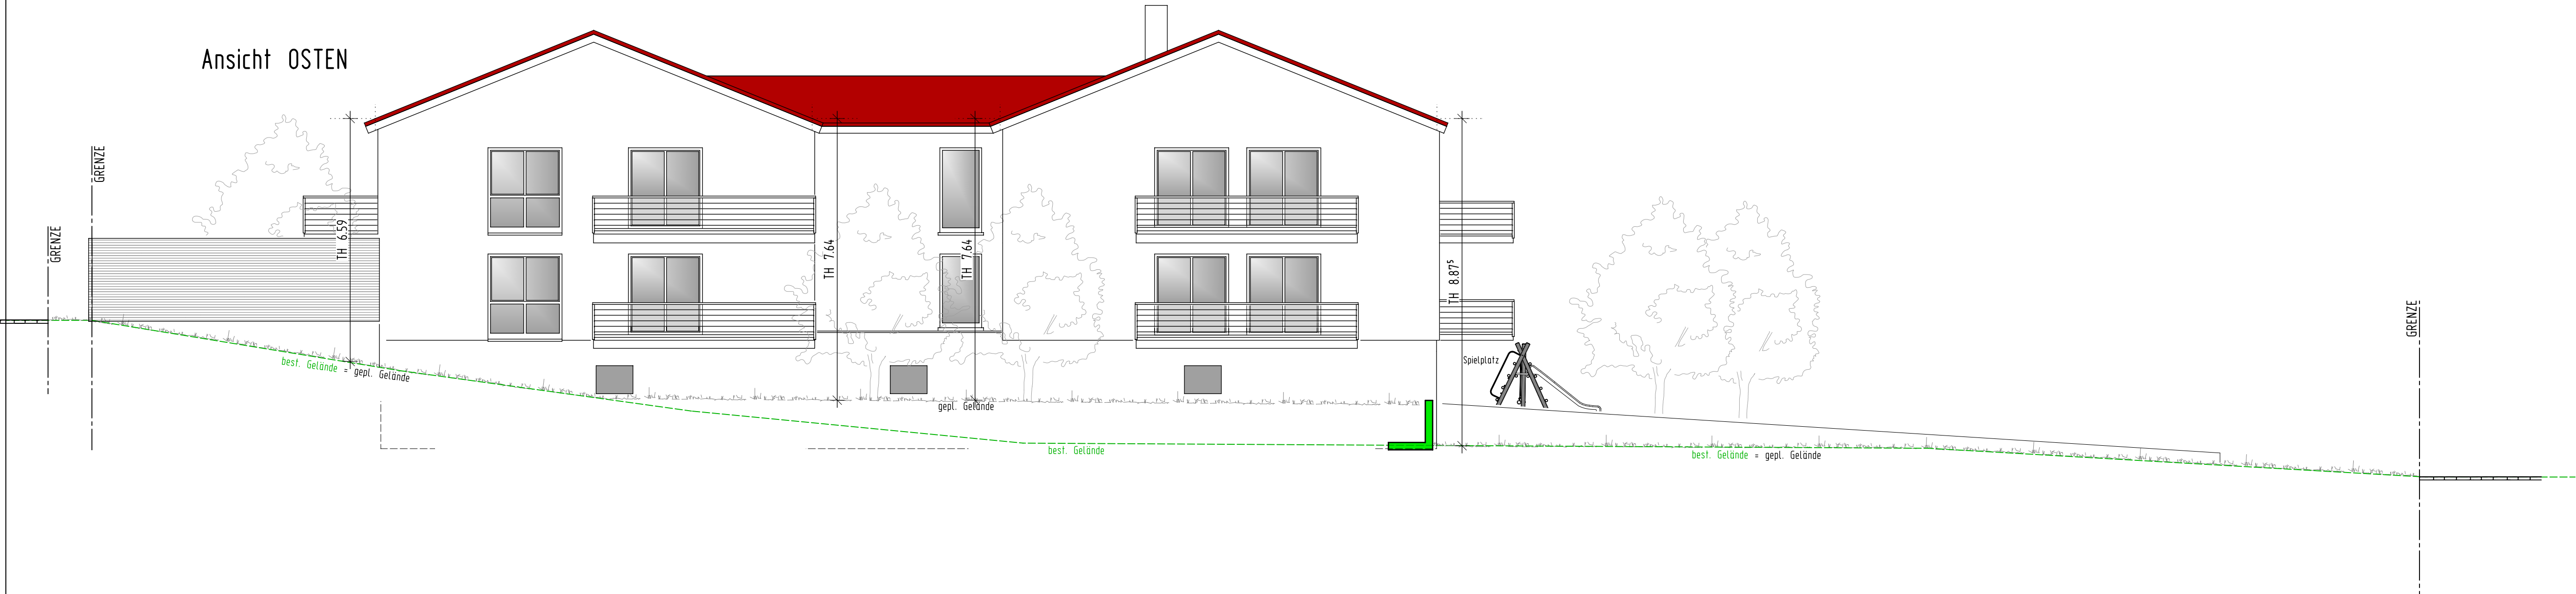 Ansicht OSTEN
GRENZE
GRENZE
TH 6.59
TH 7.64
TH 7.64
TH 8.87⁵
GRENZE
Spielplatz
best. Gelände = gepl. Gelände
gepl. Gelände
best. Gelände
best. Gelände = gepl. Gelände